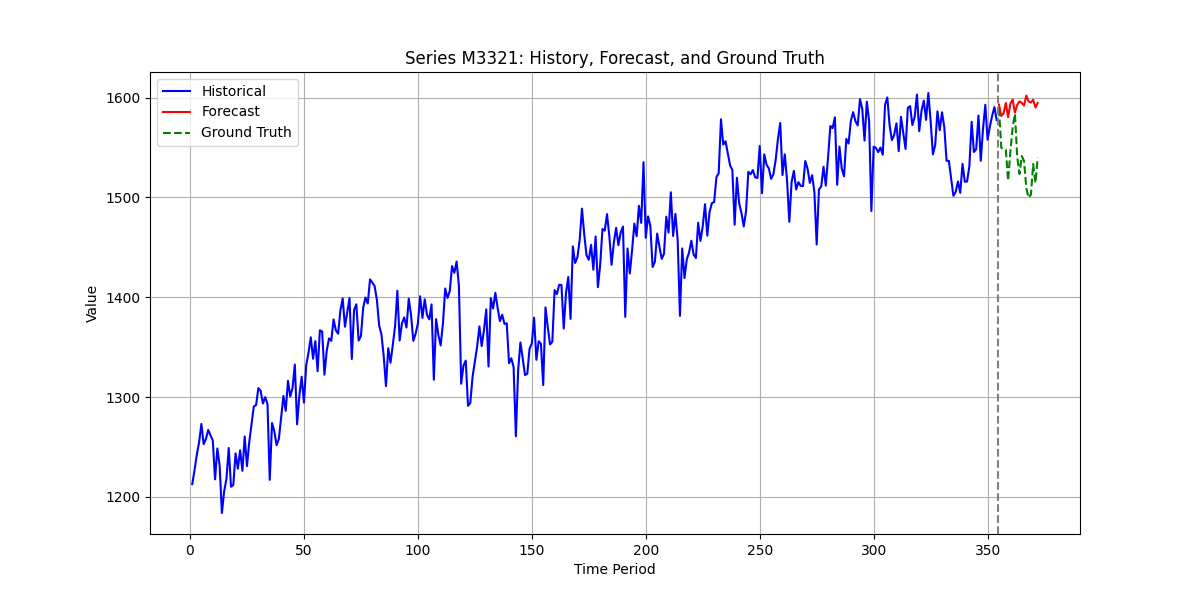 Series M3321: History, Forecast, and Ground Truth
Historical
Forecast
Ground Truth
1600
1500
1400
1300
1200
Value
0 50 100 150 200 250 300 350
Time Period